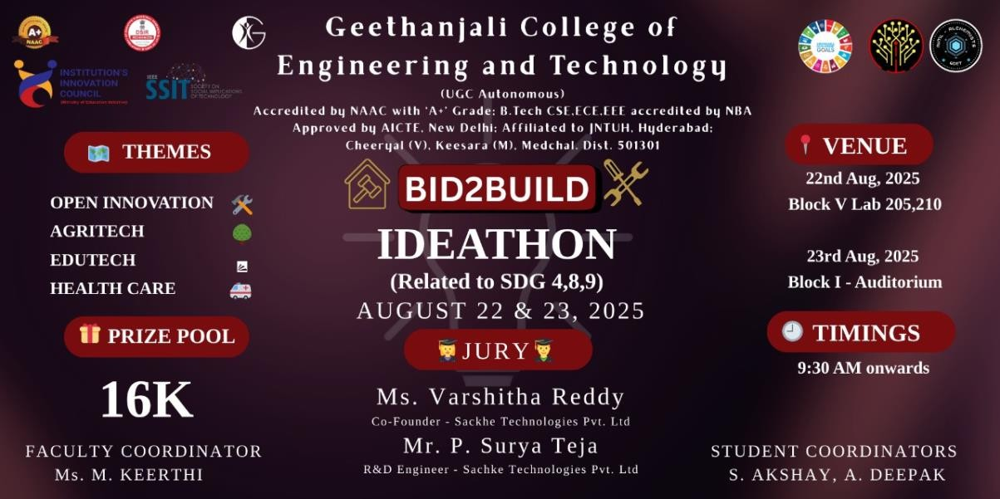 A+
NAAC
DSIR
INSTITUTION'S
INNOVATION
COUNCIL
(Ministry of Education Initiative)
IEEE
SSIT
SOCIETY ON
SOCIAL IMPLICATIONS
OF TECHNOLOGY
Geethanjali College of
Engineering and Technology
(UGC Autonomous)
Accredited by NAAC with 'A+' Grade; B.Tech CSE,ECE,EEE accredited by NBA
Approved by AICTE, New Delhi; Affiliated to JNTUH, Hyderabad;
Cheeryal (V), Keesara (M), Medchal. Dist. 501301
GOALS
THEMES
OPEN INNOVATION
AGRITECH
EDUTECH
HEALTH CARE
PRIZE POOL
16K
FACULTY COORDINATOR
Ms. M. KEERTHI
BID2BUILD
IDEATHON
(Related to SDG 4,8,9)
AUGUST 22 & 23, 2025
JURY
Ms. Varshitha Reddy
Co-Founder - Sackhe Technologies Pvt. Ltd
Mr. P. Surya Teja
R&D Engineer - Sachke Technologies Pvt. Ltd
VENUE
22nd Aug, 2025
Block V Lab 205,210
23rd Aug, 2025
Block I - Auditorium
TIMINGS
9:30 AM onwards
STUDENT COORDINATORS
S. AKSHAY, A. DEEPAK